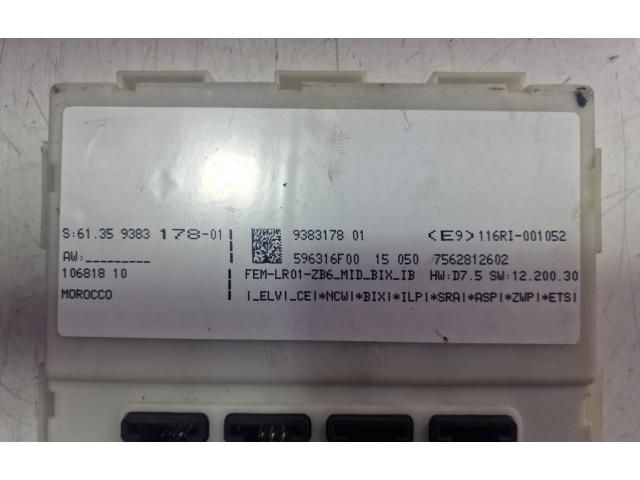 S:61.35 9383 178-01 9383178 01 <E9>116RI-001052
AW:_________ 596316F00 15 050 7562812602
106818 10 FEM-LR01-ZB6_MID_BIX_IB HW:D7.5 SW:12.200.30
MOROCCO |_ELV|_CE|*NCW|*BIX|*ILP|*SRA|*ASP|*ZWP|*ETS|